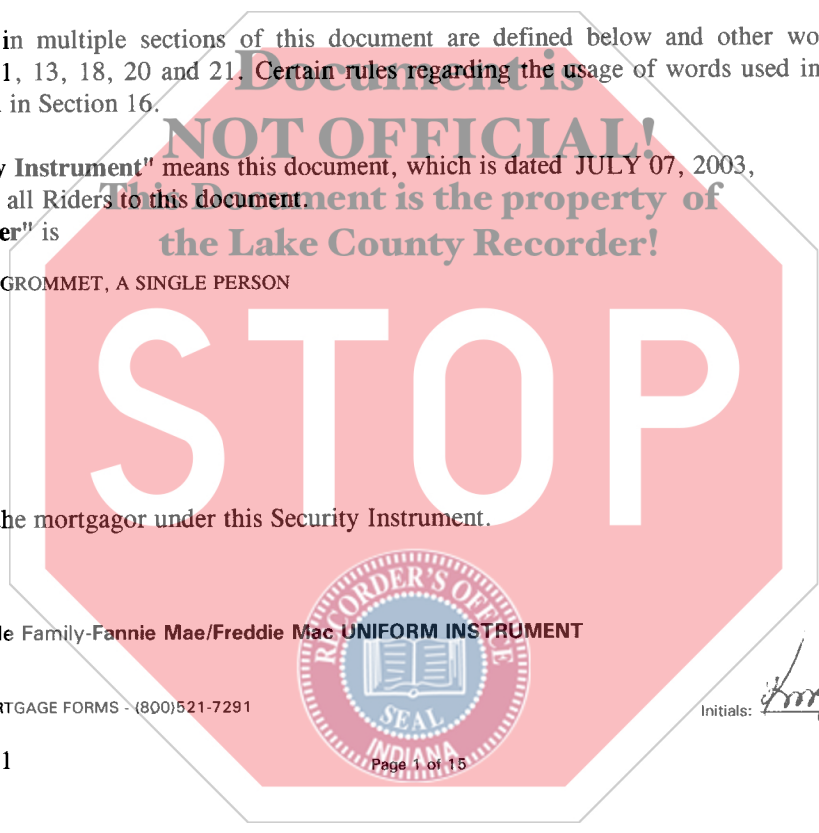 in multiple sections of this document are defined below and other wo
1, 13, 18, 20 and 21. Certain rules regarding the usage of words used in
in Section 16.
Document is
NOT OFFICIAL!
This Document is the property of
the Lake County Recorder!
y Instrument" means this document, which is dated JULY 07, 2003,
all Riders to this document.
er" is
GROMMET, A SINGLE PERSON
STOP
he mortgagor under this Security Instrument.
RECORDER'S OFFICE
SEAL
INDIANA
le Family-Fannie Mae/Freddie Mac UNIFORM INSTRUMENT
RTGAGE FORMS - (800)521-7291
Initials:
1
Page 1 of 15